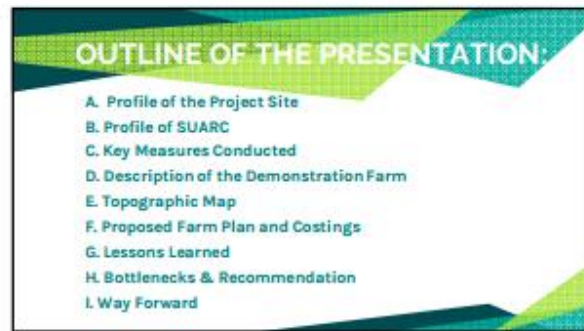 OUTLINE OF THE PRESENTATION:
A. Profile of the Project Site
B. Profile of SUARC
C. Key Measures Conducted
D. Description of the Demonstration Farm
E. Topographic Map
F. Proposed Farm Plan and Costings
G. Lessons Learned
H. Bottlenecks & Recommendation
I. Way Forward